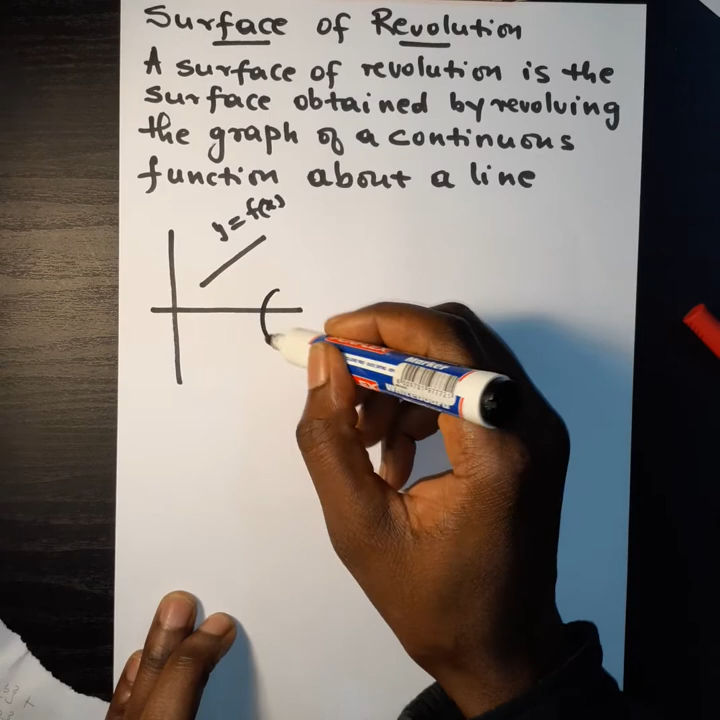 Surface of Revolution
A surface of revolution is the
surface obtained by revolving
the graph of a continuous
function about a line
y = f(x)
Marker